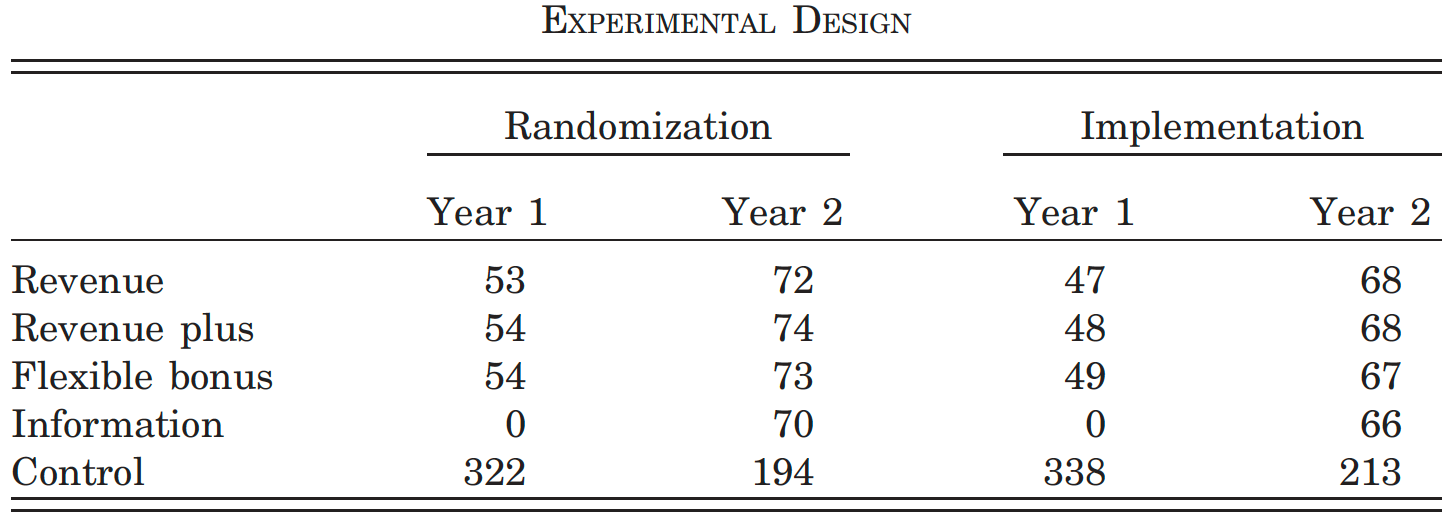 EXPERIMENTAL DESIGN
Randomization Implementation
Year 1 Year 2 Year 1 Year 2
Revenue 53 72 47 68
Revenue plus 54 74 48 68
Flexible bonus 54 73 49 67
Information 0 70 0 66
Control 322 194 338 213